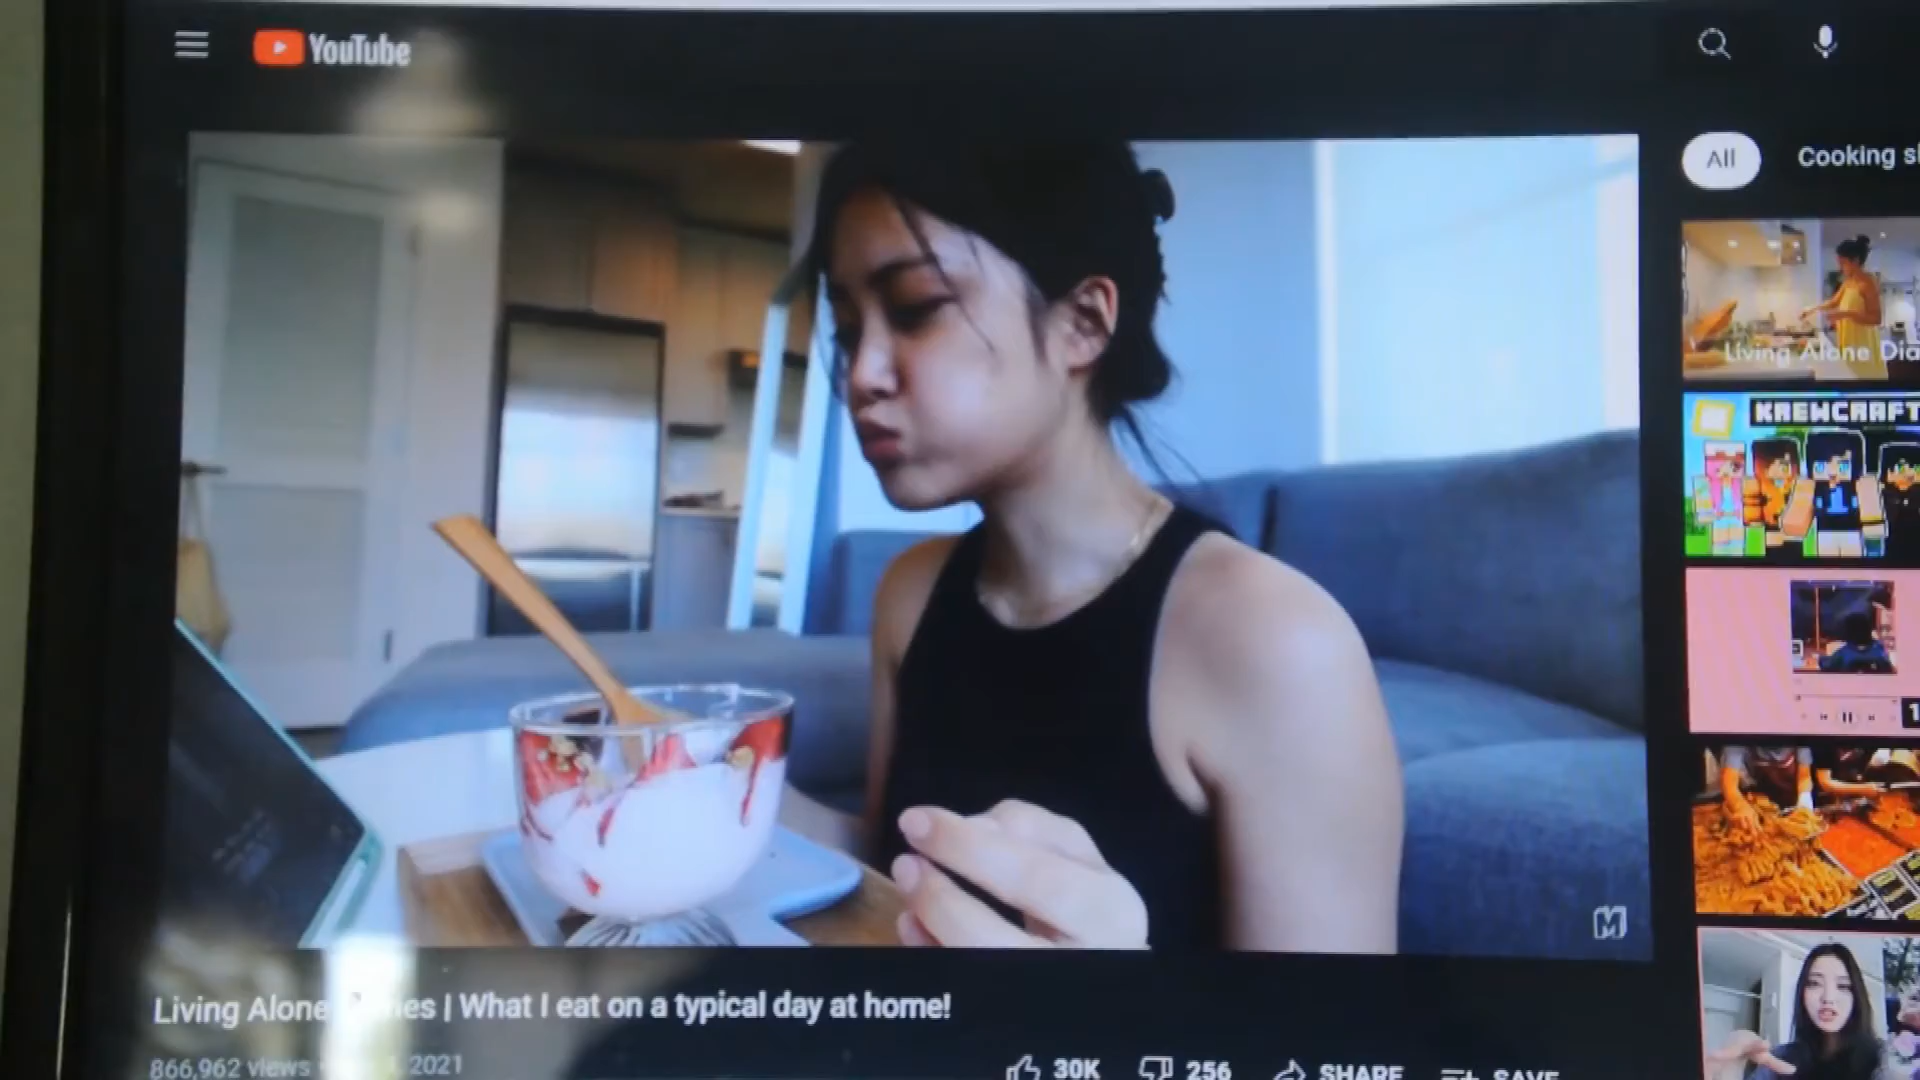 YouTube
All
Cooking
Living Alone
KREWCRAFT
M
Living Alone | What I eat on a typical day at home!
866,962 views 2021
30K
256
SHARE
SAVE